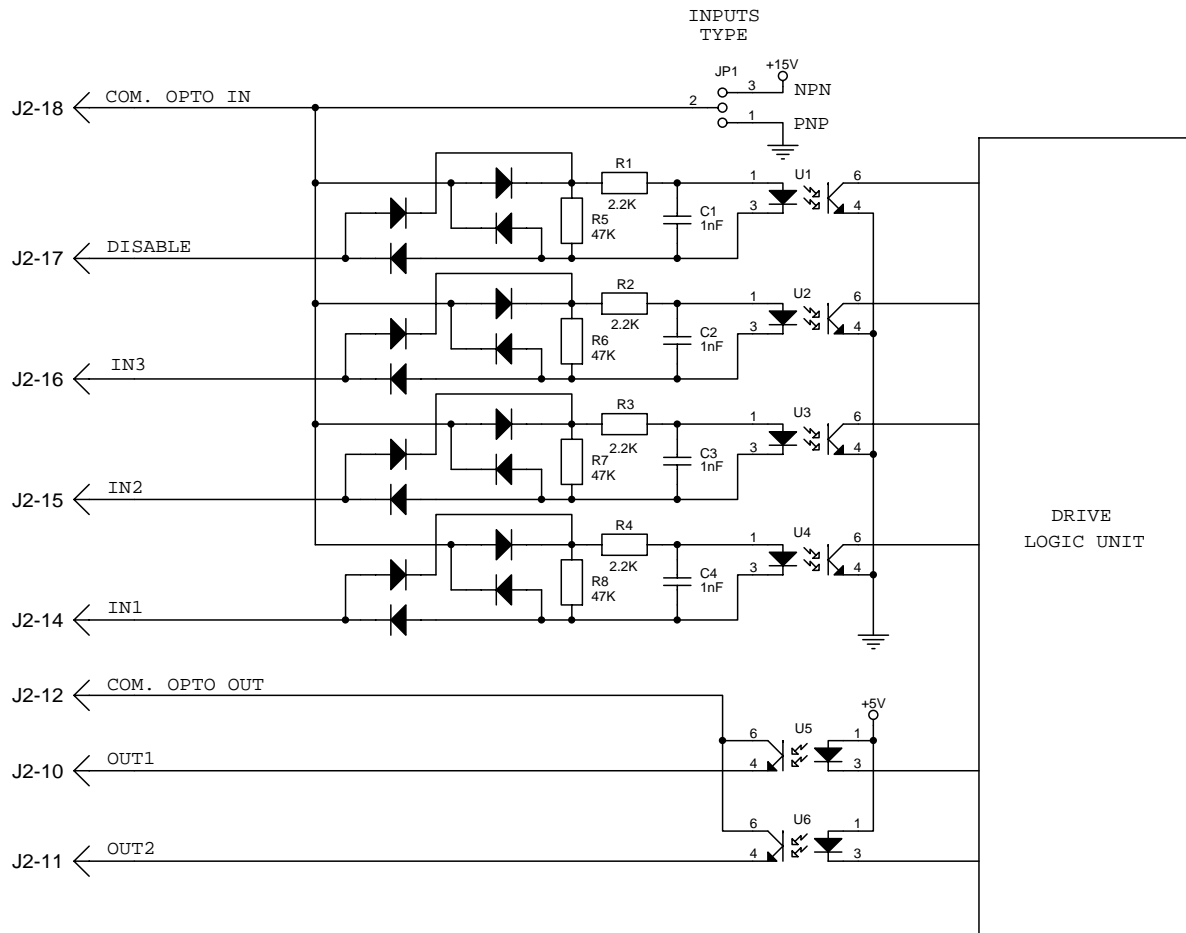 INPUTS
TYPE
+15V
JP1
3
NPN
J2-18
COM. OPTO IN
2
1
PNP
R1
2.2K
1
3
U1
6
4
R5
47K
C1
1nF
J2-17
DISABLE
R2
2.2K
1
3
U2
6
4
R6
47K
C2
1nF
J2-16
IN3
R3
2.2K
1
3
U3
6
4
R7
47K
C3
1nF
J2-15
IN2
DRIVE
LOGIC UNIT
R4
2.2K
1
3
U4
6
4
R8
47K
C4
1nF
J2-14
IN1
J2-12
COM. OPTO OUT
+5V
6
U5
1
J2-10
OUT1
4
3
6
U6
1
J2-11
OUT2
4
3